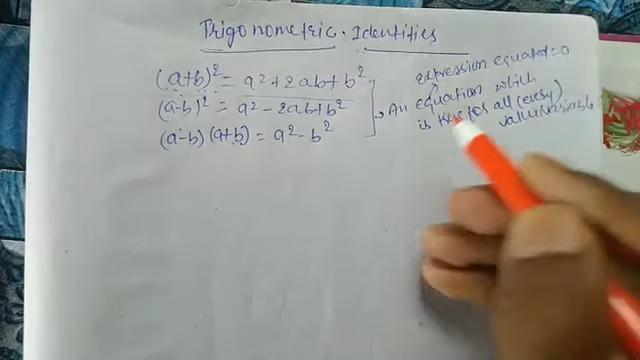 Trigonometric. Identities
(a+b)² = a² + 2ab + b²
(a-b)² = a² - 2ab + b²
(a-b) (a+b) = a² - b²
expression equated = 0
An equation which
is true for all (every)